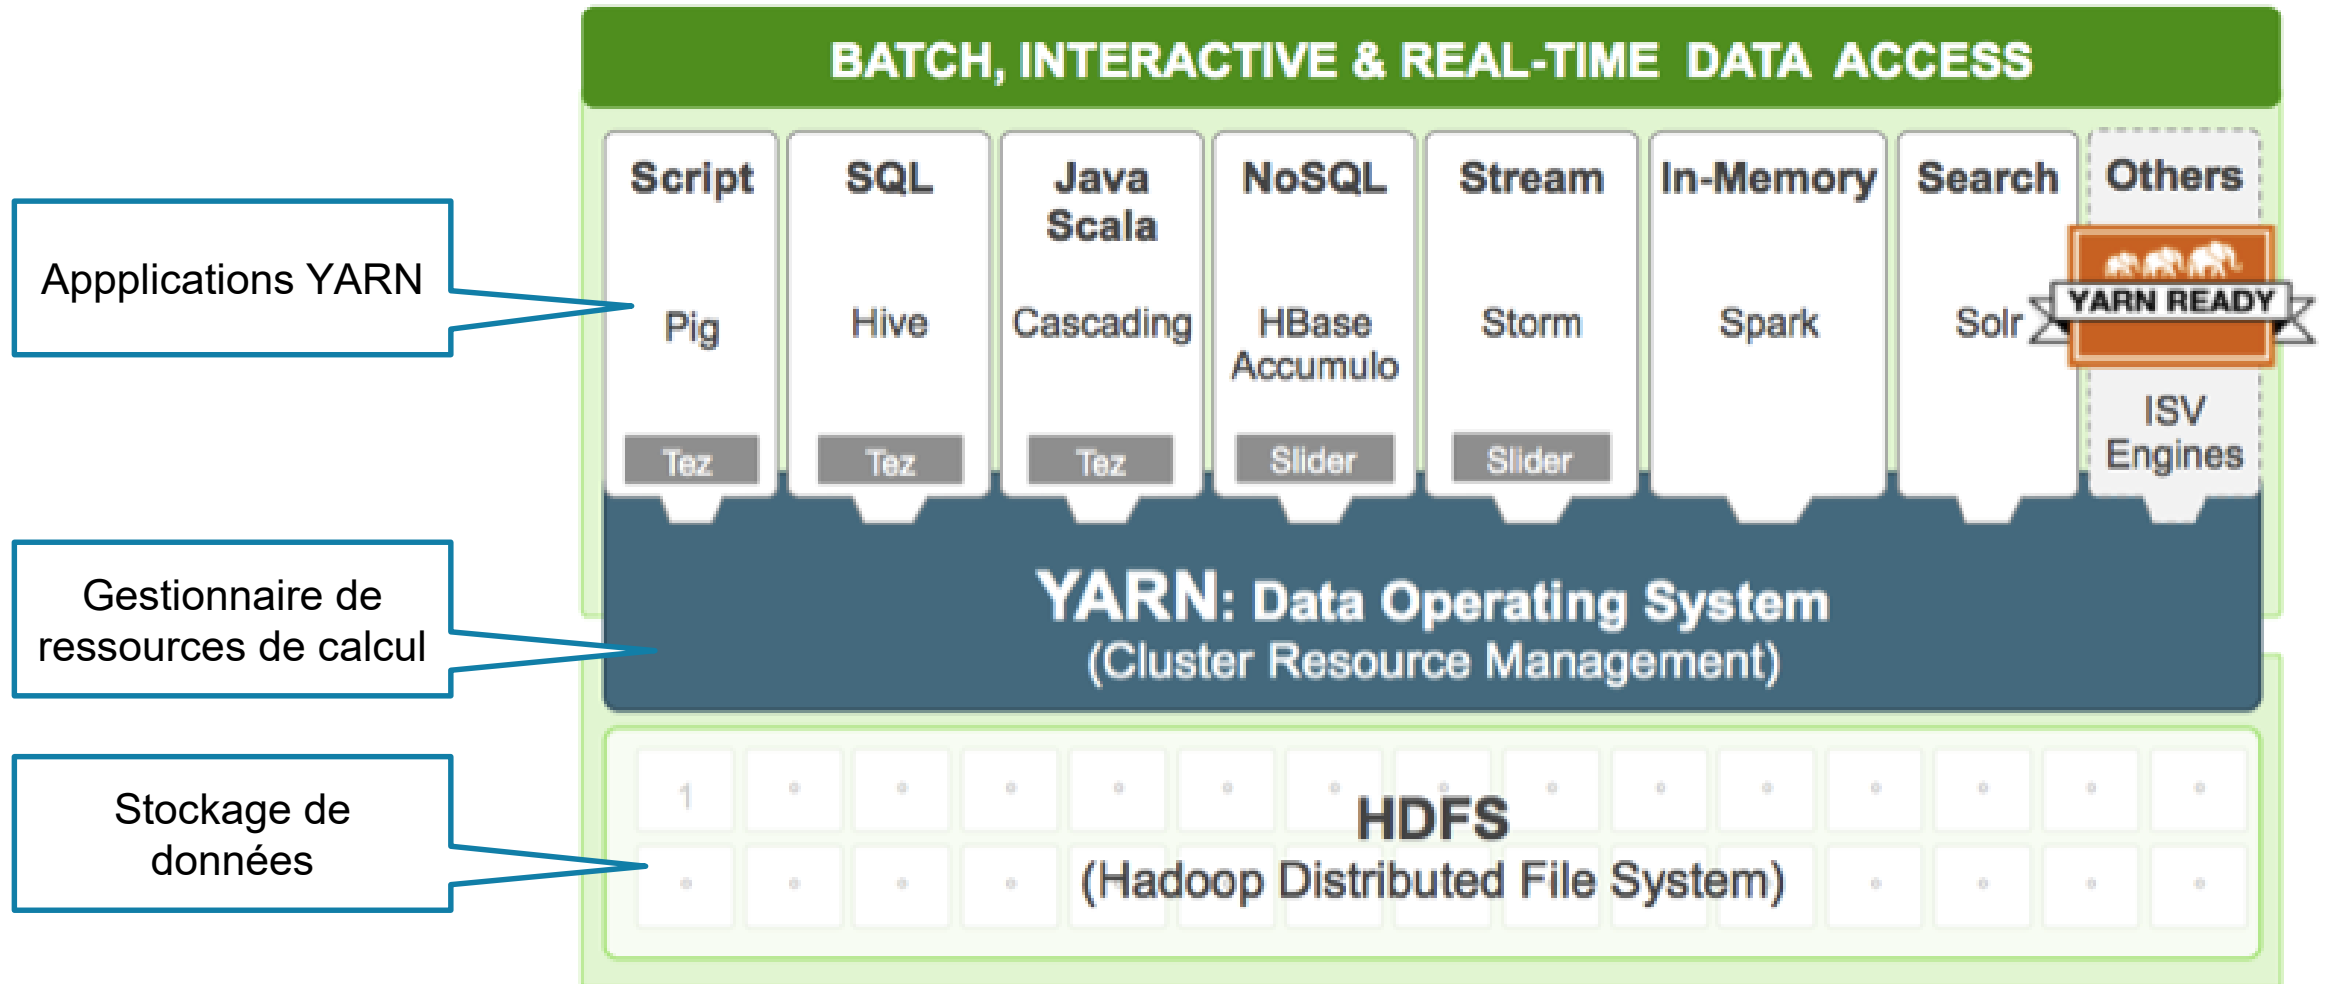 BATCH, INTERACTIVE & REAL-TIME DATA ACCESS
Script
SQL
Java
Scala
NoSQL
Stream
In-Memory
Search
Others
Appplications YARN
Pig
Hive
Cascading
HBase
Accumulo
Storm
Spark
Solr
YARN READY
ISV
Engines
Tez
Tez
Tez
Slider
Slider
Gestionnaire de
ressources de calcul
YARN: Data Operating System
(Cluster Resource Management)
Stockage de
données
1
HDFS
(Hadoop Distributed File System)